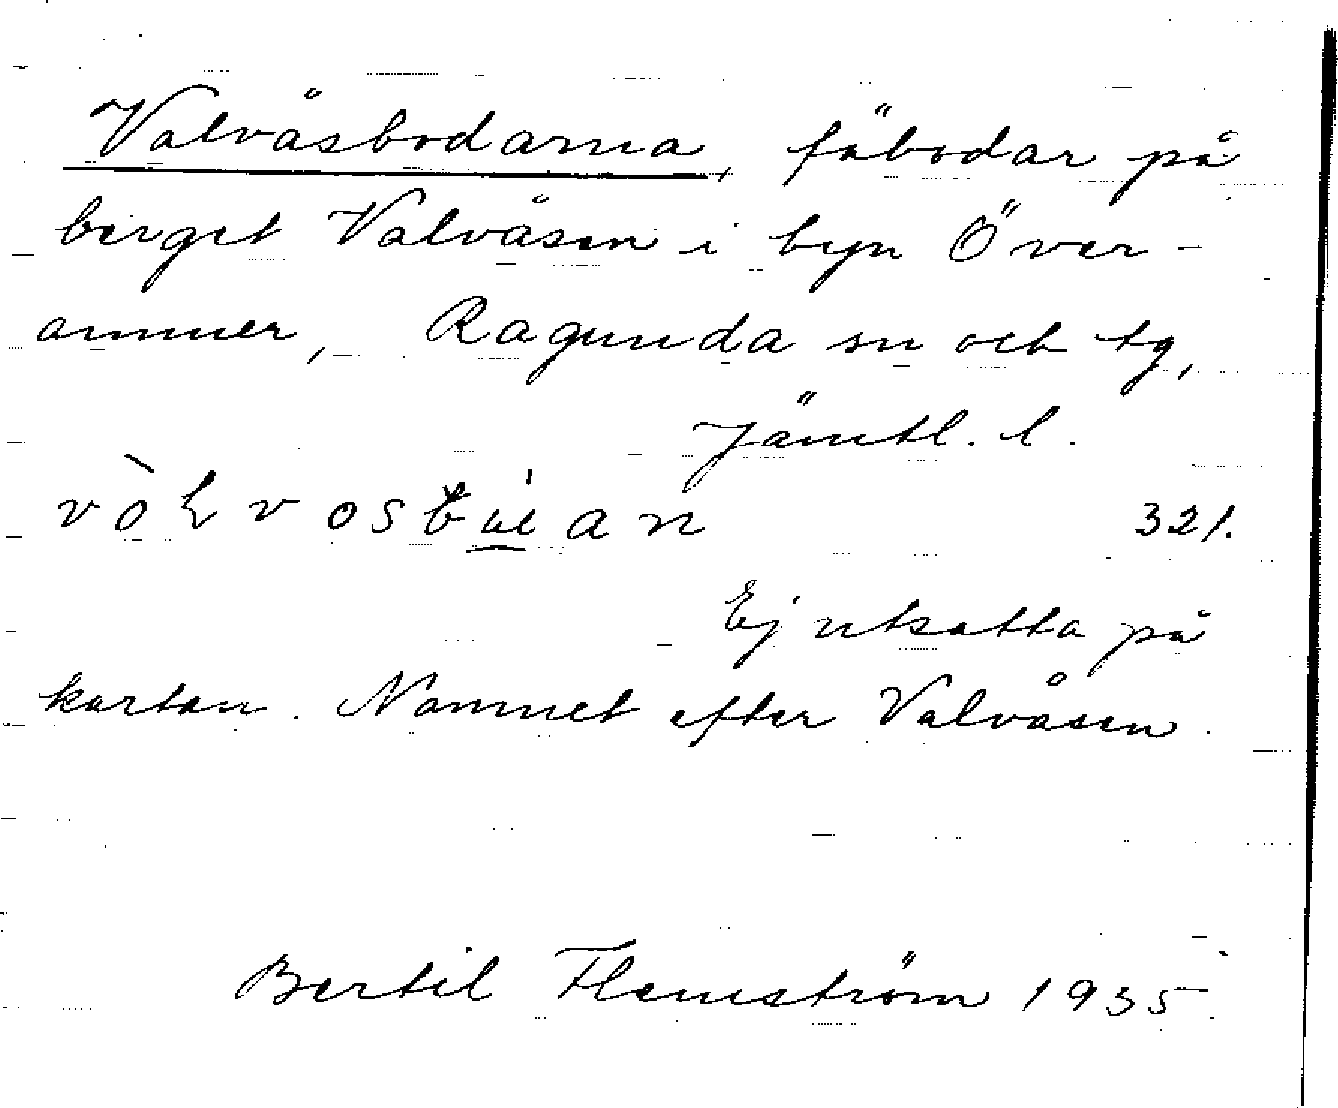 Valvåsbodarna, fäbodar på
berget Valvåsen i byn Över-
ammer, Ragunda sn och tg,
Jämtl. l.
321.
Ej utsatta på
kartan. Namnet efter Valvåsen.
Bertil Flemström 1935